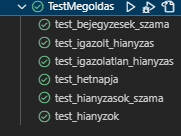 TestMegoldas
test_bejegyzesek_szama
test_igazolt_hianyzas
test_igazolatlan_hianyzas
test_hetnapja
test_hianyzasok_szama
test_hianyzok